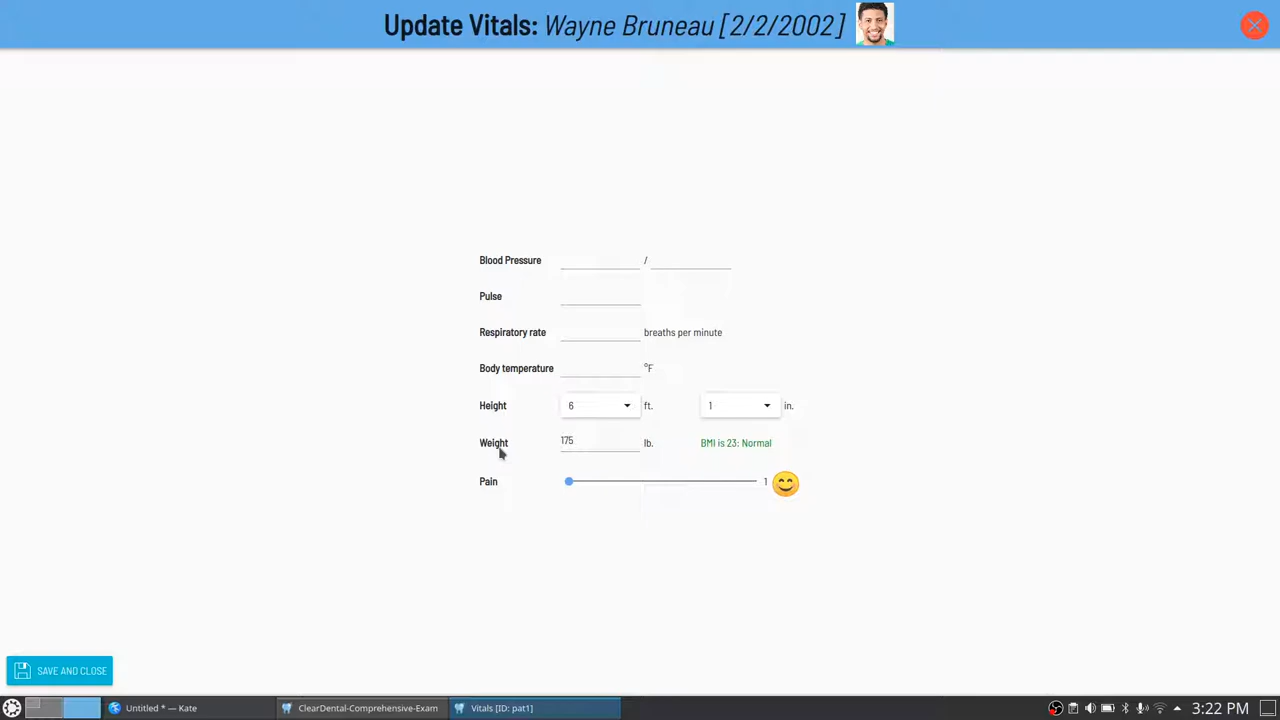 Update Vitals: Wayne Bruneau [2/2/2002]
Blood Pressure /
Pulse
Respiratory rate breaths per minute
Body temperature °F
Height 6 ft. 1 in.
Weight 175 lb. BMI is 23: Normal
Pain 1
SAVE AND CLOSE
Untitled * — Kate ClearDental-Comprehensive-Exam Vitals [ID: pat1] 3:22 PM